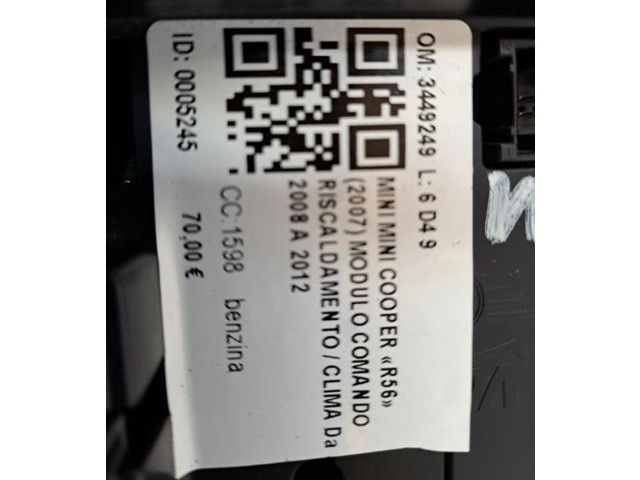 OM: 3449249 L: 6 D4 9
MINI MINI COOPER «R56»
(2007) MODULO COMANDO
RISCALDAMENTO / CLIMA Da
2008 A 2012
CC:1598 benzina
ID: 0005245 70,00 €